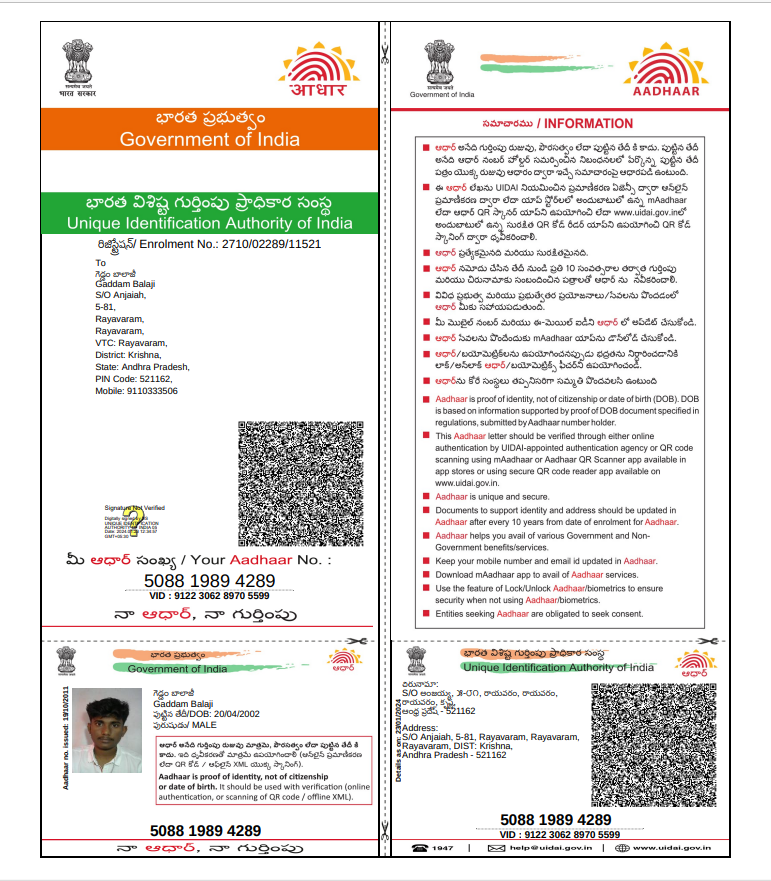 सत्यमेव जयते
भारत सरकार
आधार
భారత ప్రభుత్వం
Government of India
భారత విశిష్ట గుర్తింపు ప్రాధికార సంస్థ
Unique Identification Authority of India
రిజిస్ట్రేషన్/ Enrolment No.: 2710/02289/11521
To
గెడ్డం బాలాజీ
Gaddam Balaji
S/O Anjaiah,
5-81,
Rayavaram,
Rayavaram,
VTC: Rayavaram,
District: Krishna,
State: Andhra Pradesh,
PIN Code: 521162,
Mobile: 9110333506
Signature Not Verified
మీ ఆధార్ సంఖ్య / Your Aadhaar No. :
5088 1989 4289
VID : 9122 3062 8970 5599
నా ఆధార్, నా గుర్తింపు
భారత ప్రభుత్వం
Government of India
ఆధార్
Aadhaar no. issued: 19/10/2011
గెడ్డం బాలాజీ
Gaddam Balaji
పుట్టిన తేదీ/DOB: 20/04/2002
పురుషుడు/ MALE
ఆధార్ అనేది గుర్తింపు రుజువు మాత్రమే, పౌరసత్వం లేదా పుట్టిన తేదీకి
కాదు. ఇది ధృవీకరణతో మాత్రమే ఉపయోగించాలి (ఆన్‌లైన్ ప్రమాణీకరణ
లేదా QR కోడ్ / ఆఫ్‌లైన్ XML యొక్క స్కానింగ్).
Aadhaar is proof of identity, not of citizenship
or date of birth. It should be used with verification (online
authentication, or scanning of QR code / offline XML).
5088 1989 4289
నా ఆధార్, నా గుర్తింపు
Government of India
AADHAAR
సమాచారము / INFORMATION
ఆధార్ అనేది గుర్తింపు రుజువు, పౌరసత్వం లేదా పుట్టిన తేదీ కి కాదు. పుట్టిన తేదీ
అనేది ఆధార్ నంబర్ హోల్డర్ సమర్పించిన నిబంధనలలో పేర్కొన్న పుట్టిన తేదీ
పత్రం యొక్క రుజువు ఆధారం ద్వారా ఇచ్చే సమాచారంపై ఆధారపడి ఉంటుంది.
ఈ ఆధార్ లేఖను UIDAI నియమించిన ప్రమాణీకరణ ఏజెన్సీ ద్వారా ఆన్‌లైన్
ప్రమాణీకరణ ద్వారా లేదా యాప్ స్టోర్‌లలో అందుబాటులో ఉన్న mAadhaar
లేదా ఆధార్ QR స్కానర్ యాప్‌ని ఉపయోగించి లేదా www.uidai.gov.inలో
అందుబాటులో ఉన్న సురక్షిత QR కోడ్ రీడర్ యాప్‌ని ఉపయోగించి QR కోడ్
స్కానింగ్ ద్వారా ధృవీకరించాలి.
ఆధార్ ప్రత్యేకమైనది మరియు సురక్షితమైనది.
ఆధార్ నమోదు చేసిన తేదీ నుండి ప్రతి 10 సంవత్సరాల తర్వాత గుర్తింపు
మరియు చిరునామాకు సంబంధించిన పత్రాలతో ఆధార్ ను నవీకరించాలి.
వివిధ ప్రభుత్వ మరియు ప్రభుత్వేతర ప్రయోజనాలు/సేవలను పొందడంలో
ఆధార్ మీకు సహాయపడుతుంది.
మీ మొబైల్ నంబర్ మరియు ఈ-మెయిల్ ఐడీని ఆధార్ లో అప్‌డేట్ చేసుకోండి.
ఆధార్ సేవలను పొందేందుకు mAadhaar యాప్‌ను డౌన్‌లోడ్ చేసుకోండి.
ఆధార్/బయోమెట్రిక్‌లను ఉపయోగించనప్పుడు భద్రతను నిర్ధారించడానికి
లాక్/అన్‌లాక్ ఆధార్/బయోమెట్రిక్స్ ఫీచర్‌ని ఉపయోగించండి.
ఆధార్‌ను కోరే సంస్థలు తప్పనిసరిగా సమ్మతి పొందవలసి ఉంటుంది
Aadhaar is proof of identity, not of citizenship or date of birth (DOB). DOB
is based on information supported by proof of DOB document specified in
regulations, submitted by Aadhaar number holder.
This Aadhaar letter should be verified through either online
authentication by UIDAI-appointed authentication agency or QR code
scanning using mAadhaar or Aadhaar QR Scanner app available in
app stores or using secure QR code reader app available on
www.uidai.gov.in.
Aadhaar is unique and secure.
Documents to support identity and address should be updated in
Aadhaar after every 10 years from date of enrolment for Aadhaar.
Aadhaar helps you avail of various Government and Non-
Government benefits/services.
Keep your mobile number and email id updated in Aadhaar.
Download mAadhaar app to avail of Aadhaar services.
Use the feature of Lock/Unlock Aadhaar/biometrics to ensure
security when not using Aadhaar/biometrics.
Entities seeking Aadhaar are obligated to seek consent.
భారత విశిష్ట గుర్తింపు ప్రాధికార సంస్థ
Unique Identification Authority of India
ఆధార్
Details as on: 23/01/2024
చిరునామా:
S/O అంజయ్య, ౫-౮౧, రాయవరం, రాయవరం,
రాయవరం, కృష్ణ,
ఆంధ్ర ప్రదేశ్ - 521162
Address:
S/O Anjaiah, 5-81, Rayavaram, Rayavaram,
Rayavaram, DIST: Krishna,
Andhra Pradesh - 521162
5088 1989 4289
VID : 9122 3062 8970 5599
1947 | help@uidai.gov.in | www.uidai.gov.in